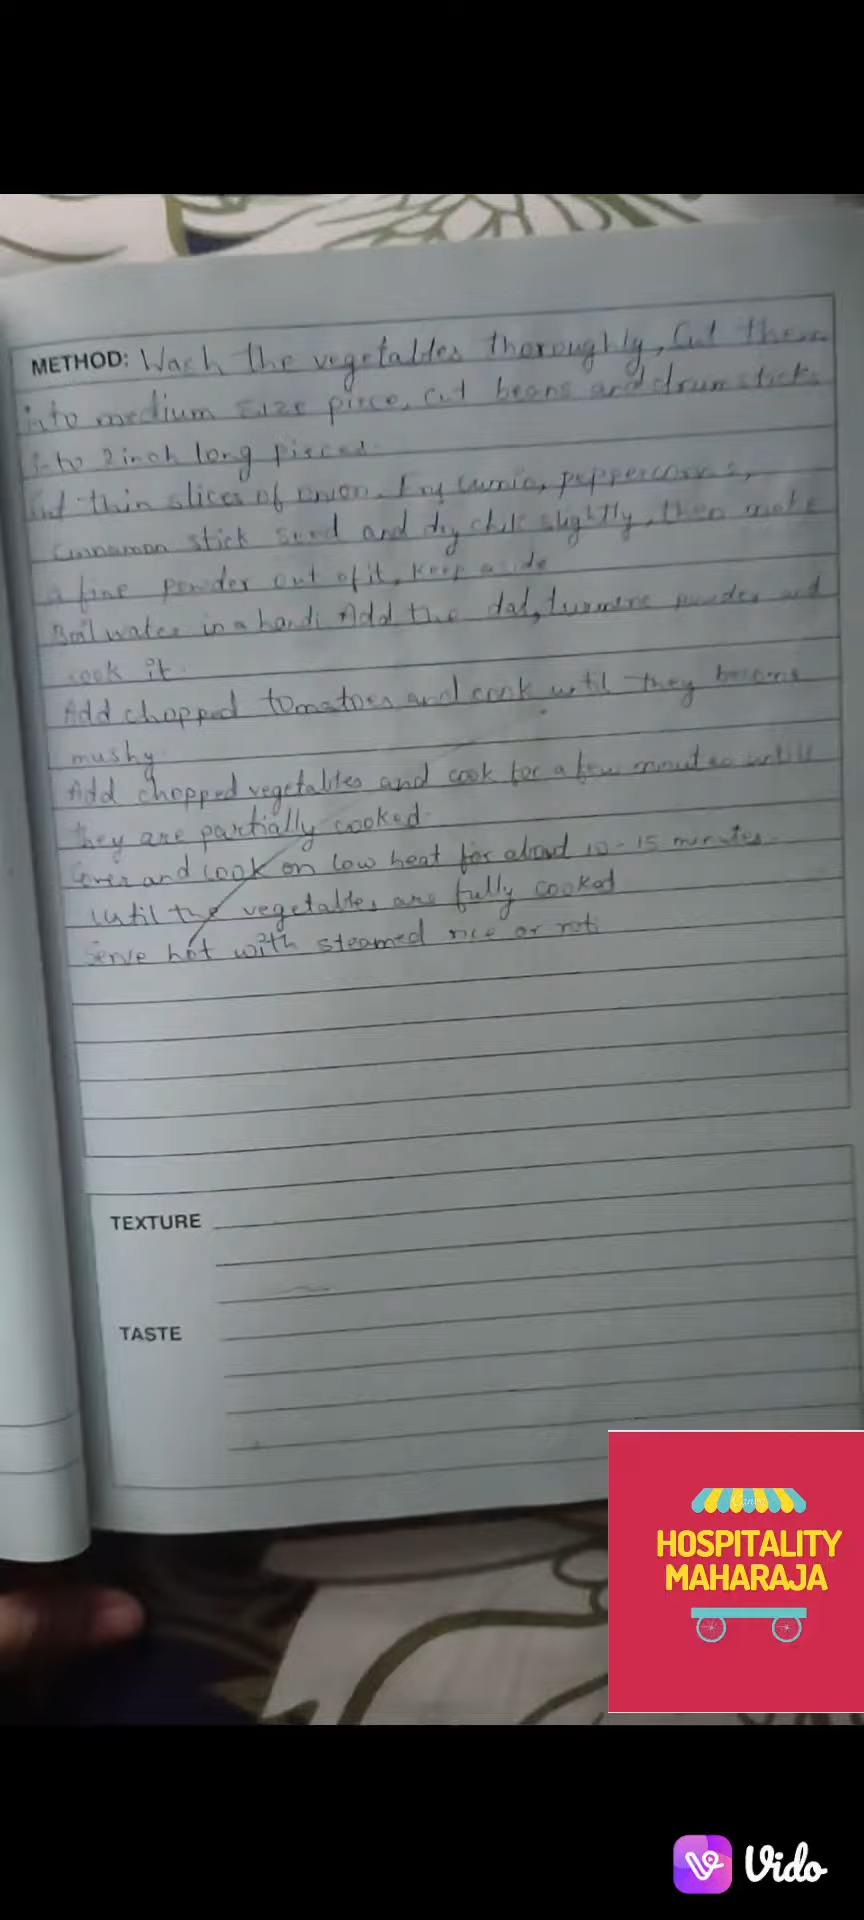 METHOD: Wash the vegetables thoroughly, Cut them
into medium size piece, cut beans and drumsticks
into 2 inch long pieces.
cut thin slices of onion. Fry cumin, peppercorns,
cinnamon stick seed and dry chili slightly, then make
a fine powder out of it, keep aside
Boil water in a handi Add the dal, turmeric powder and
cook it.
Add chopped tomatoes and cook until they become
mushy.
Add chopped vegetables and cook for a few minutes until
they are partially cooked.
Cover and cook on low heat for about 10-15 minutes.
until the vegetables are fully cooked
Serve hot with steamed rice or roti
TEXTURE
TASTE
HOSPITALITY
MAHARAJA
Vido